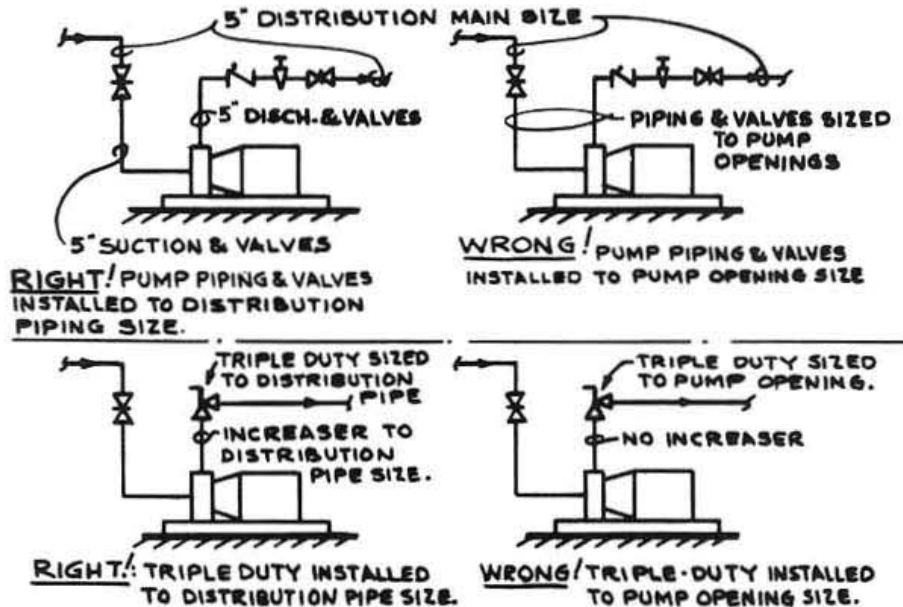 5" DISTRIBUTION MAIN SIZE
5" DISCH. & VALVES
5" SUCTION & VALVES
RIGHT! PUMP PIPING & VALVES
INSTALLED TO DISTRIBUTION
PIPING SIZE.
PIPING & VALVES SIZED
TO PUMP
OPENINGS
WRONG! PUMP PIPING & VALVES
INSTALLED TO PUMP OPENING SIZE
TRIPLE DUTY SIZED
TO DISTRIBUTION
PIPE
INCREASER TO
DISTRIBUTION
PIPE SIZE.
RIGHT!: TRIPLE DUTY INSTALLED
TO DISTRIBUTION PIPE SIZE.
TRIPLE DUTY SIZED
TO PUMP OPENING.
NO INCREASER
WRONG! TRIPLE-DUTY INSTALLED
TO PUMP OPENING SIZE.